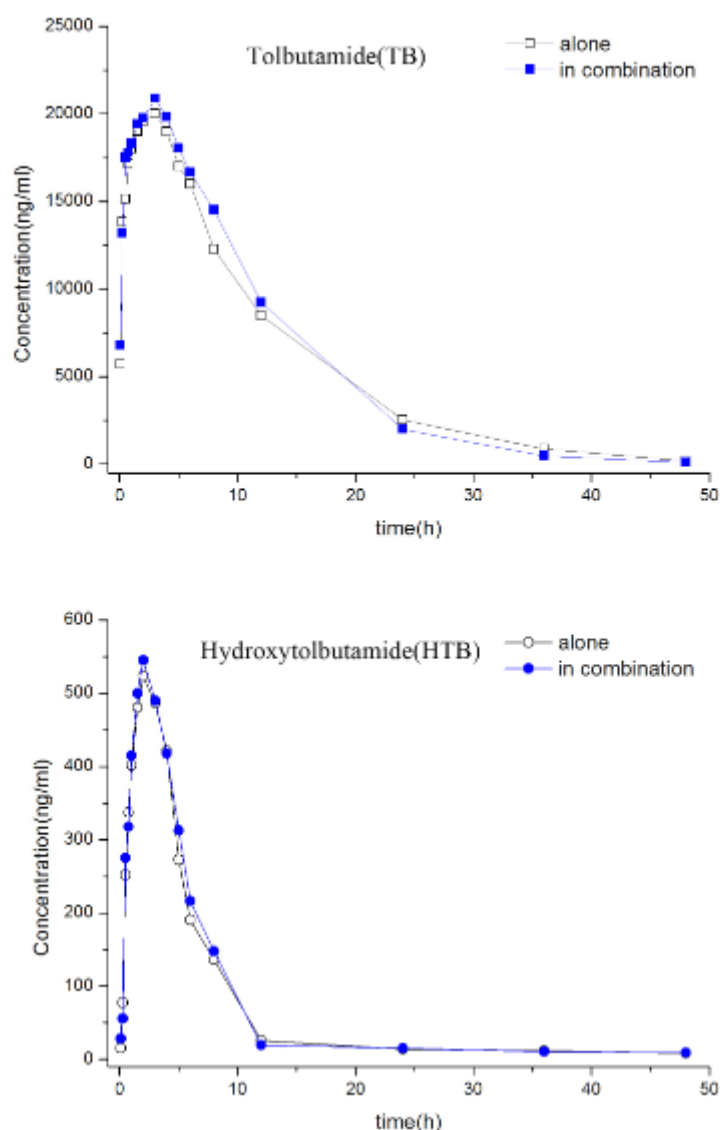 25000
20000
15000
10000
5000
0
Concentration(ng/ml)
Tolbutamide(TB)
alone
in combination
0 10 20 30 40 50
time(h)
600
500
400
300
200
100
0
Concentration(ng/ml)
Hydroxytolbutamide(HTB)
alone
in combination
0 10 20 30 40 50
time(h)